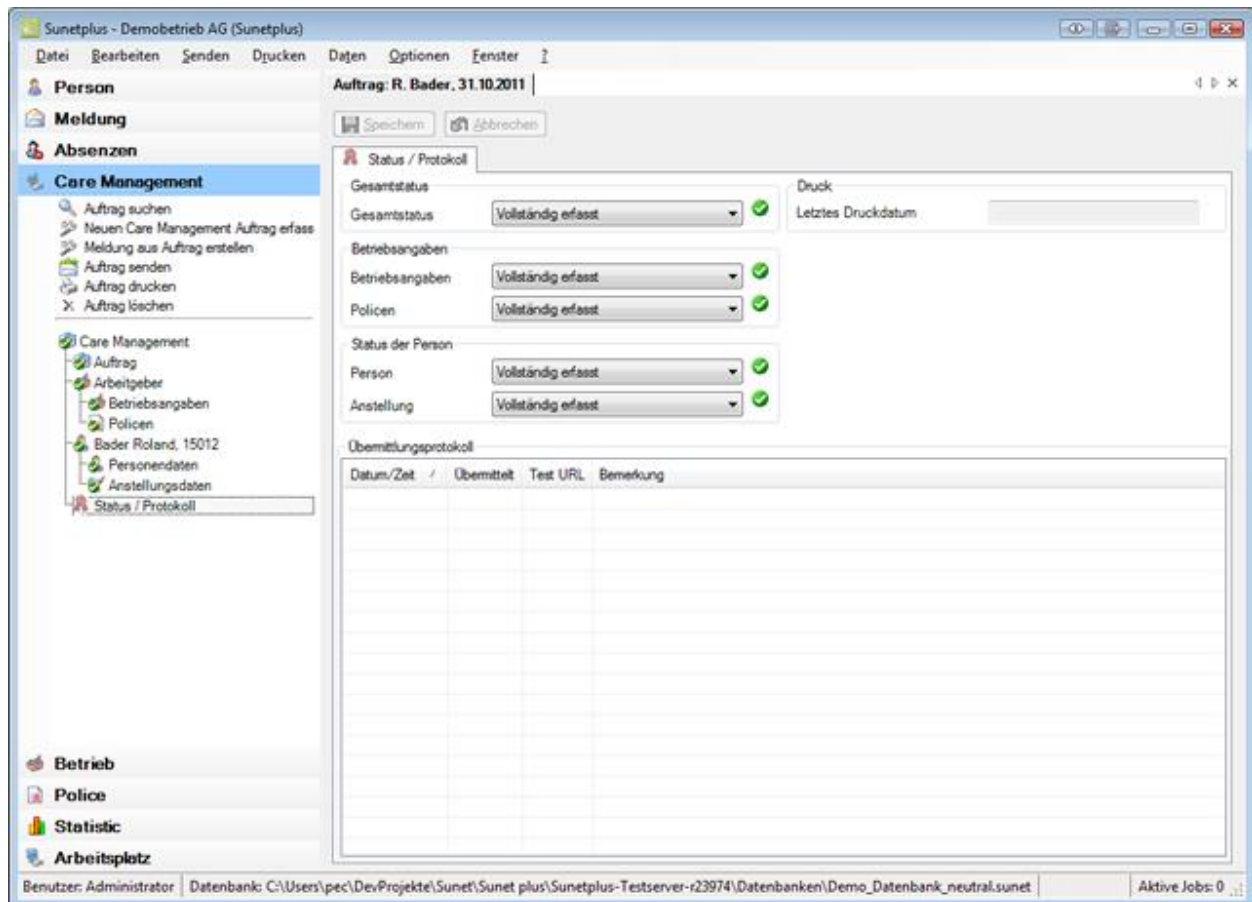 Sunetplus - Demobetrieb AG (Sunetplus)
Datei Bearbeiten Senden Drucken Daten Optionen Fenster ?
Person
Meldung
Absenzen
Care Management
Auftrag suchen
Neuen Care Management Auftrag erfass
Meldung aus Auftrag erstellen
Auftrag senden
Auftrag drucken
Auftrag löschen
Care Management
Auftrag
Arbeitgeber
Betriebsangaben
Policen
Bader Roland, 15012
Personendaten
Anstellungsdaten
Status / Protokoll
Betrieb
Police
Statistic
Arbeitsplatz
Auftrag: R. Bader, 31.10.2011
Speichern Abbrechen
Status / Protokoll
Gesamtstatus
Gesamtstatus Vollständig erfasst
Druck
Letztes Druckdatum
Betriebsangaben
Betriebsangaben Vollständig erfasst
Policen Vollständig erfasst
Status der Person
Person Vollständig erfasst
Anstellung Vollständig erfasst
Übermittlungsprotokoll
Datum/Zeit / Übermittelt Test URL Bemerkung
Benutzer: Administrator Datenbank: C:\Users\pec\DevProjekte\Sunet\Sunet plus\Sunetplus-Testserver-r23974\Datenbanken\Demo_Datenbank_neutral.sunet Aktive Jobs: 0